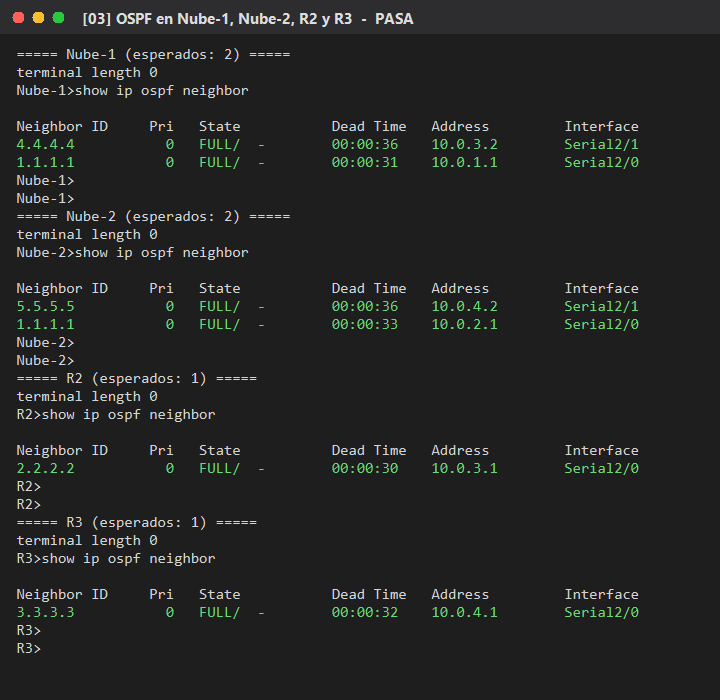 [03] OSPF en Nube-1, Nube-2, R2 y R3 - PASA
===== Nube-1 (esperados: 2) =====
terminal length 0
Nube-1>show ip ospf neighbor
Neighbor ID     Pri   State           Dead Time   Address         Interface
4.4.4.4           0   FULL/  -        00:00:36    10.0.3.2        Serial2/1
1.1.1.1           0   FULL/  -        00:00:31    10.0.1.1        Serial2/0
Nube-1>
Nube-1>
===== Nube-2 (esperados: 2) =====
terminal length 0
Nube-2>show ip ospf neighbor
Neighbor ID     Pri   State           Dead Time   Address         Interface
5.5.5.5           0   FULL/  -        00:00:36    10.0.4.2        Serial2/1
1.1.1.1           0   FULL/  -        00:00:33    10.0.2.1        Serial2/0
Nube-2>
Nube-2>
===== R2 (esperados: 1) =====
terminal length 0
R2>show ip ospf neighbor
Neighbor ID     Pri   State           Dead Time   Address         Interface
2.2.2.2           0   FULL/  -        00:00:30    10.0.3.1        Serial2/0
R2>
R2>
===== R3 (esperados: 1) =====
terminal length 0
R3>show ip ospf neighbor
Neighbor ID     Pri   State           Dead Time   Address         Interface
3.3.3.3           0   FULL/  -        00:00:32    10.0.4.1        Serial2/0
R3>
R3>